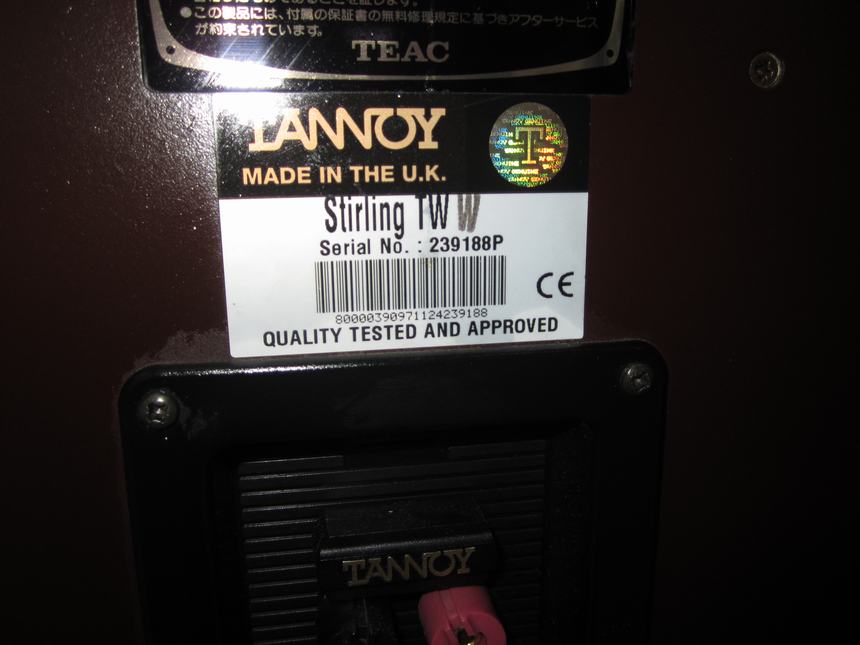 ●この製品には、付属の保証書の無料修理規定に基づきアフターサービス
が約束されています。
TEAC
TANNOY
MADE IN THE U.K.
T
Stirling TW W
Serial No. : 239188P
CE
80000390971124239188
QUALITY TESTED AND APPROVED
TANNOY